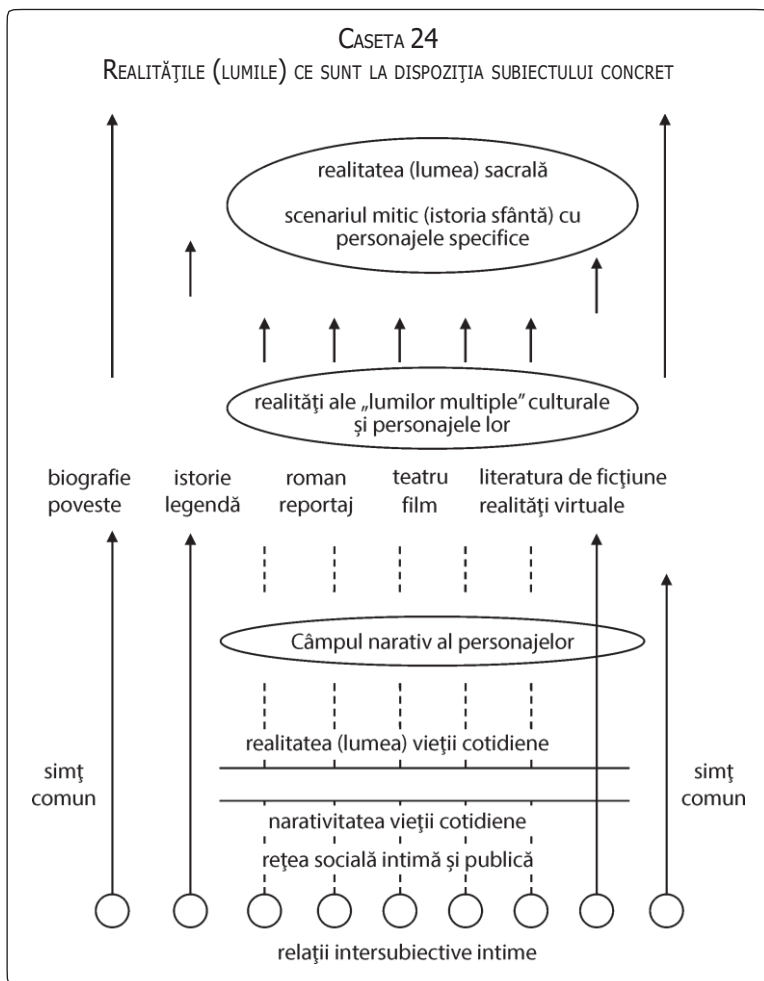 CASETA 24
REALITĂŢILE (LUMILE) CE SUNT LA DISPOZIŢIA SUBIECTULUI CONCRET
realitatea (lumea) sacrală
scenariul mitic (istoria sfântă) cu
personajele specifice
realități ale „lumilor multiple” culturale
și personajele lor
biografie
poveste
istorie
legendă
roman
reportaj
teatru
film
literatura de ficţiune
realităţi virtuale
Câmpul narativ al personajelor
realitatea (lumea) vieţii cotidiene
simţ
comun
simţ
comun
narativitatea vieţii cotidiene
reţea socială intimă și publică
relaţii intersubiective intime